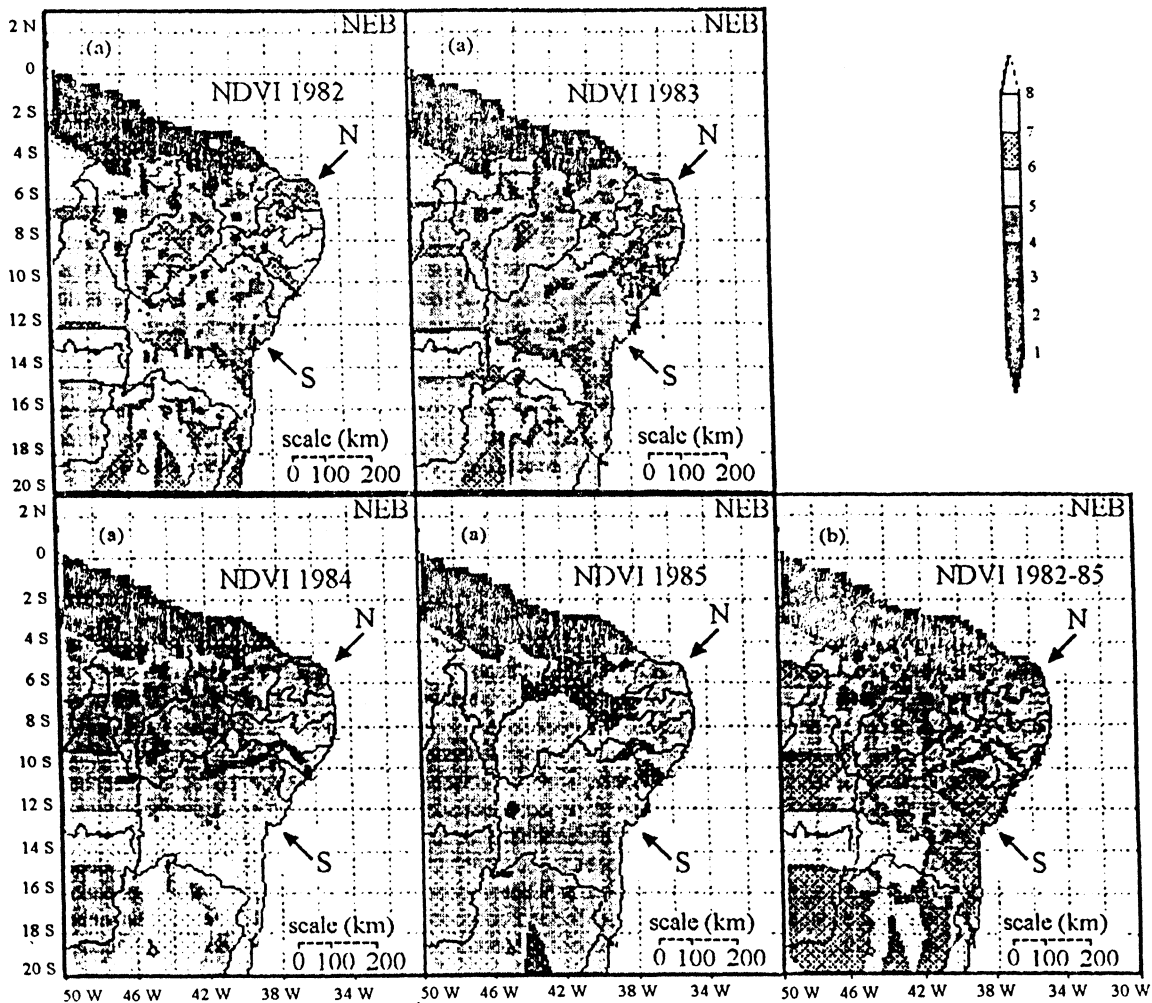 2 N
NEB
NEB
(a)
(a)
0
NDVI 1982
NDVI 1983
2 S
4 S
N
N
6 S
8 S
10 S
12 S
14 S
S
S
16 S
18 S
scale (km)
scale (km)
0 100 200
0 100 200
20 S
8
7
6
5
4
3
2
1
2 N
NEB
NEB
NEB
(a)
(a)
(b)
0
NDVI 1984
NDVI 1985
NDVI 1982-85
2 S
4 S
N
N
N
6 S
8 S
10 S
12 S
14 S
S
S
S
16 S
18 S
scale (km)
scale (km)
scale (km)
0 100 200
0 100 200
0 100 200
20 S
50 W 46 W 42 W 38 W 34 W 50 W 46 W 42 W 38 W 34 W 50 W 46 W 42 W 38 W 34 W 30 W